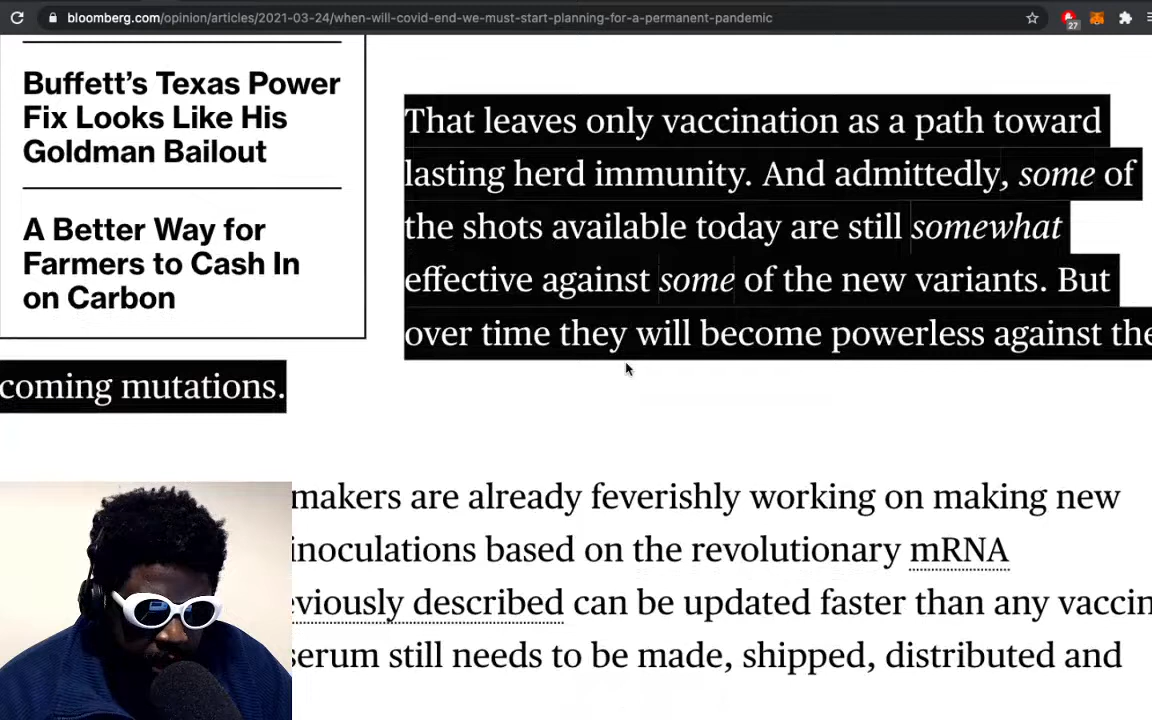 bloomberg.com/opinion/articles/2021-03-24/when-will-covid-end-we-must-start-planning-for-a-permanent-pandemic
27
Buffett's Texas Power
Fix Looks Like His
Goldman Bailout
A Better Way for
Farmers to Cash In
on Carbon
That leaves only vaccination as a path toward
lasting herd immunity. And admittedly, some of
the shots available today are still somewhat
effective against some of the new variants. But
over time they will become powerless against the
coming mutations.
makers are already feverishly working on making new
inoculations based on the revolutionary mRNA
eviously described can be updated faster than any vaccin
serum still needs to be made, shipped, distributed and